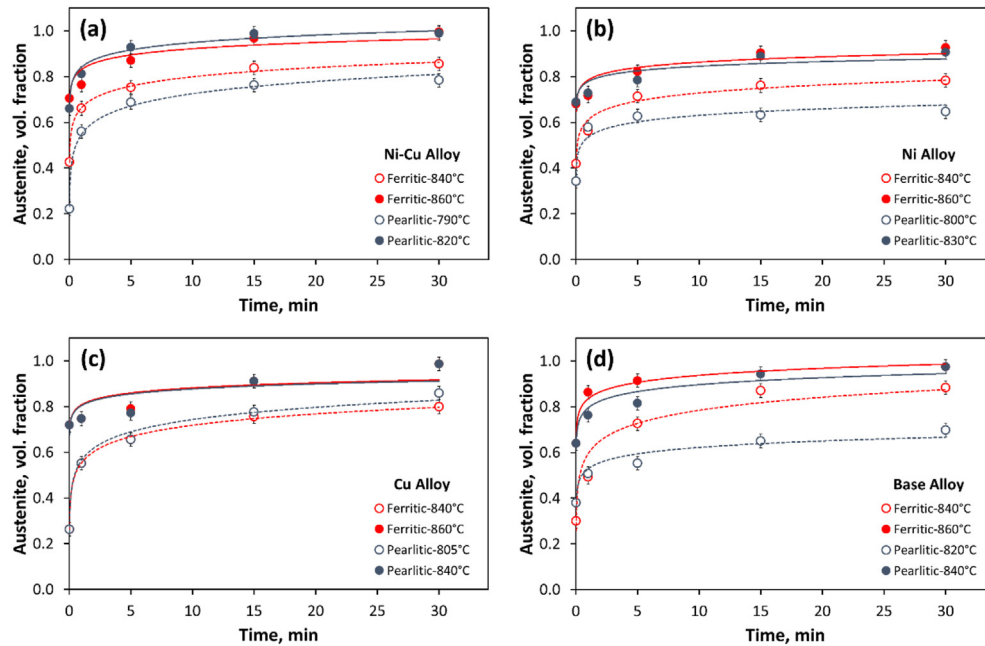 (a)
Austenite, vol. fraction
1.0
0.8
0.6
0.4
0.2
0.0
0 5 10 15 20 25 30
Time, min
Ni-Cu Alloy
Ferritic-840°C
Ferritic-860°C
Pearlitic-790°C
Pearlitic-820°C
(b)
Austenite, vol. fraction
1.0
0.8
0.6
0.4
0.2
0.0
0 5 10 15 20 25 30
Time, min
Ni Alloy
Ferritic-840°C
Ferritic-860°C
Pearlitic-800°C
Pearlitic-830°C
(c)
Austenite, vol. fraction
1.0
0.8
0.6
0.4
0.2
0.0
0 5 10 15 20 25 30
Time, min
Cu Alloy
Ferritic-840°C
Ferritic-860°C
Pearlitic-805°C
Pearlitic-840°C
(d)
Austenite, vol. fraction
1.0
0.8
0.6
0.4
0.2
0.0
0 5 10 15 20 25 30
Time, min
Base Alloy
Ferritic-840°C
Ferritic-860°C
Pearlitic-820°C
Pearlitic-840°C